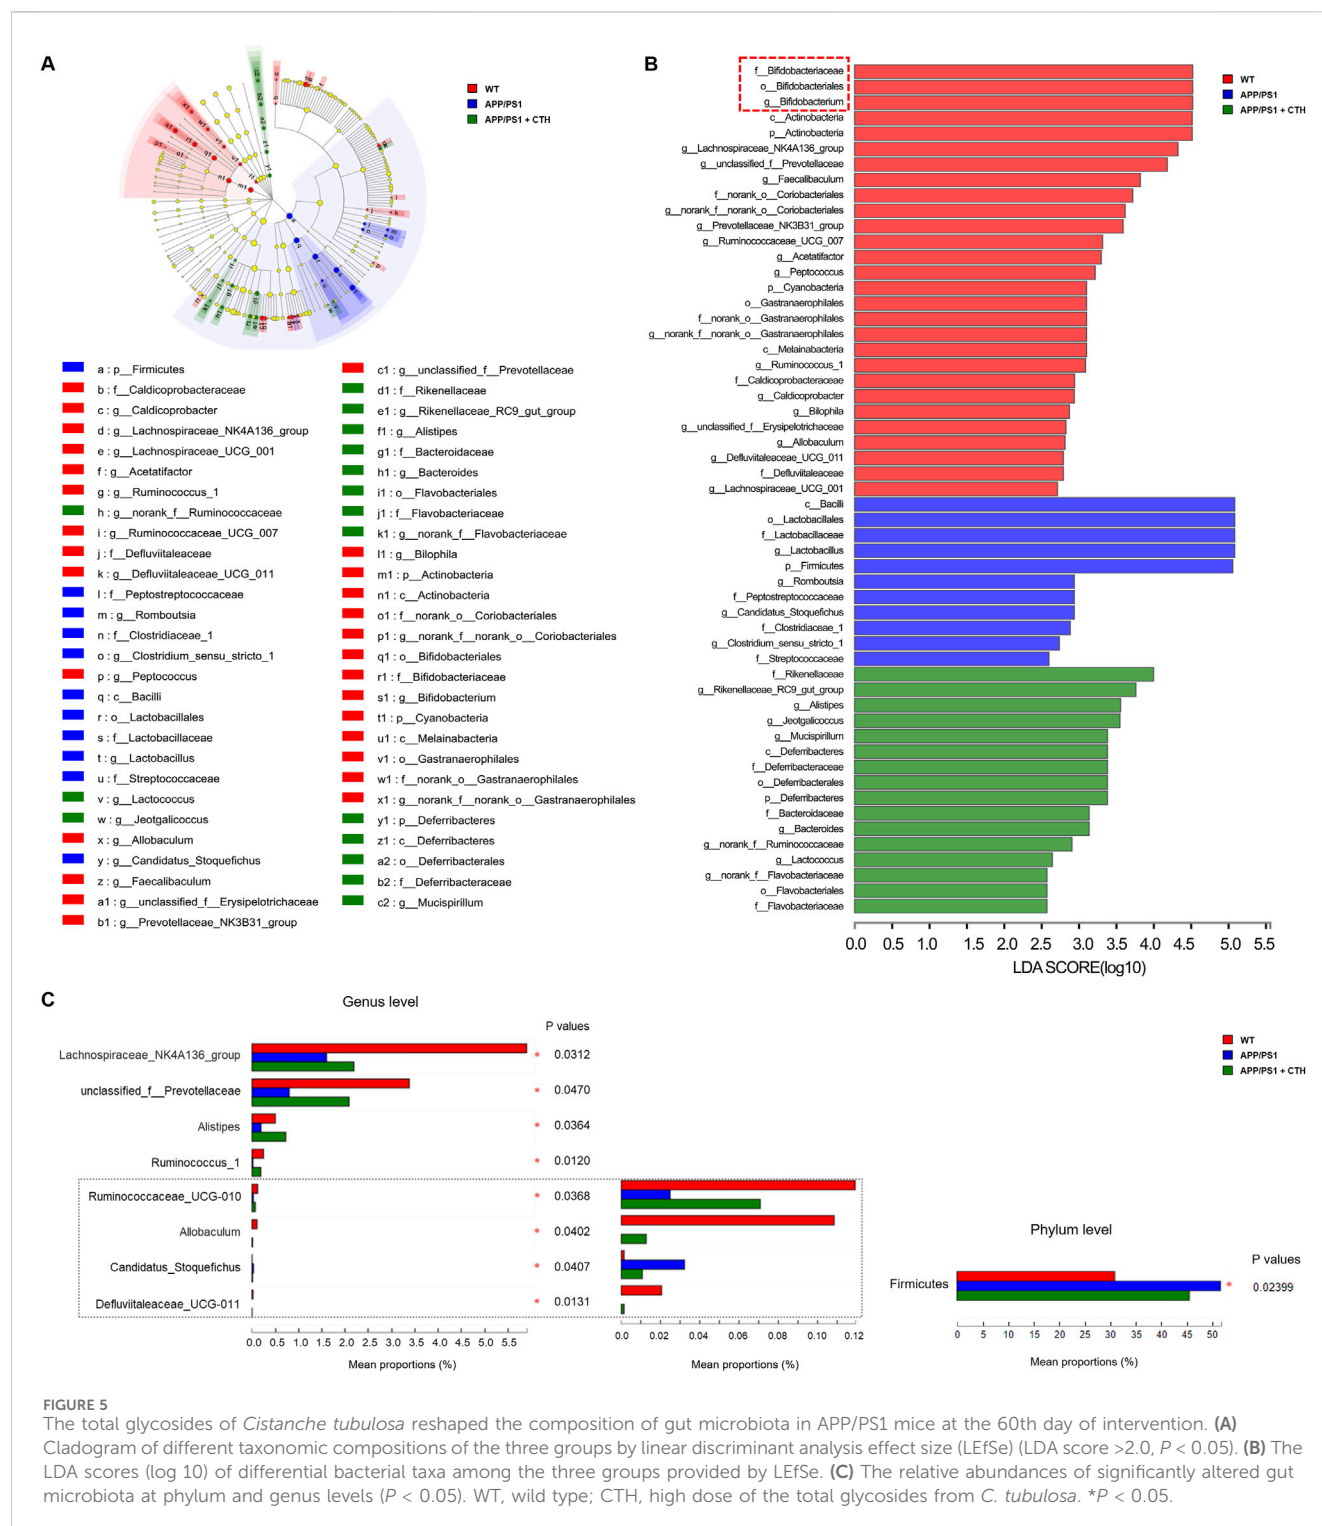 A
WT
APP/PS1
APP/PS1 + CTH
a : p__Firmicutes
b : f__Caldicoprobacteraceae
c : g__Caldicoprobacter
d : g__Lachnospiraceae_NK4A136_group
e : g__Lachnospiraceae_UCG_001
f : g__Acetatifactor
g : g__Ruminococcus_1
h : g__norank_f__Ruminococcaceae
i : g__Ruminococcaceae_UCG_007
j : f__Defluviitaleaceae
k : g__Defluviitaleaceae_UCG_011
l : f__Peptostreptococcaceae
m : g__Romboutsia
n : f__Clostridiaceae_1
o : g__Clostridium_sensu_stricto_1
p : g__Peptococcus
q : c__Bacilli
r : o__Lactobacillales
s : f__Lactobacillaceae
t : g__Lactobacillus
u : f__Streptococcaceae
v : g__Lactococcus
w : g__Jeotgalicoccus
x : g__Allobaculum
y : g__Candidatus_Stoquefichus
z : g__Faecalibaculum
a1 : g__unclassified_f__Erysipelotrichaceae
b1 : g__Prevotellaceae_NK3B31_group
c1 : g__unclassified_f__Prevotellaceae
d1 : f__Rikenellaceae
e1 : g__Rikenellaceae_RC9_gut_group
f1 : g__Alistipes
g1 : f__Bacteroidaceae
h1 : g__Bacteroides
i1 : o__Flavobacteriales
j1 : f__Flavobacteriaceae
k1 : g__norank_f__Flavobacteriaceae
l1 : g__Bilophila
m1 : p__Actinobacteria
n1 : c__Actinobacteria
o1 : f__norank_o__Coriobacteriales
p1 : g__norank_f__norank_o__Coriobacteriales
q1 : o__Bifidobacteriales
r1 : f__Bifidobacteriaceae
s1 : g__Bifidobacterium
t1 : p__Cyanobacteria
u1 : c__Melainabacteria
v1 : o__Gastranaerophilales
w1 : f__norank_o__Gastranaerophilales
x1 : g__norank_f__norank_o__Gastranaerophilales
y1 : p__Deferribacteres
z1 : c__Deferribacteres
a2 : o__Deferribacterales
b2 : f__Deferribacteraceae
c2 : g__Mucispirillum
B
f__Bifidobacteriaceae
o__Bifidobacteriales
g__Bifidobacterium
c__Actinobacteria
p__Actinobacteria
g__Lachnospiraceae_NK4A136_group
g__unclassified_f__Prevotellaceae
g__Faecalibaculum
f__norank_o__Coriobacteriales
g__norank_f__norank_o__Coriobacteriales
g__Prevotellaceae_NK3B31_group
g__Ruminococcaceae_UCG_007
g__Acetatifactor
g__Peptococcus
p__Cyanobacteria
o__Gastranaerophilales
f__norank_o__Gastranaerophilales
g__norank_f__norank_o__Gastranaerophilales
c__Melainabacteria
g__Ruminococcus_1
f__Caldicoprobacteraceae
g__Caldicoprobacter
g__Bilophila
g__unclassified_f__Erysipelotrichaceae
g__Allobaculum
g__Defluviitaleaceae_UCG_011
f__Defluviitaleaceae
g__Lachnospiraceae_UCG_001
c__Bacilli
o__Lactobacillales
f__Lactobacillaceae
g__Lactobacillus
p__Firmicutes
g__Romboutsia
f__Peptostreptococcaceae
g__Candidatus_Stoquefichus
f__Clostridiaceae_1
g__Clostridium_sensu_stricto_1
f__Streptococcaceae
f__Rikenellaceae
g__Rikenellaceae_RC9_gut_group
g__Alistipes
g__Jeotgalicoccus
g__Mucispirillum
c__Deferribacteres
f__Deferribacteraceae
o__Deferribacterales
p__Deferribacteres
f__Bacteroidaceae
g__Bacteroides
g__norank_f__Ruminococcaceae
g__Lactococcus
g__norank_f__Flavobacteriaceae
o__Flavobacteriales
f__Flavobacteriaceae
0.0 0.5 1.0 1.5 2.0 2.5 3.0 3.5 4.0 4.5 5.0 5.5
LDA SCORE(log10)
WT
APP/PS1
APP/PS1 + CTH
C
Genus level
P values
Lachnospiraceae_NK4A136_group * 0.0312
unclassified_f__Prevotellaceae * 0.0470
Alistipes * 0.0364
Ruminococcus_1 * 0.0120
Ruminococcaceae_UCG-010 * 0.0368
Allobaculum * 0.0402
Candidatus_Stoquefichus * 0.0407
Defluviitaleaceae_UCG-011 * 0.0131
0.0 0.5 1.0 1.5 2.0 2.5 3.0 3.5 4.0 4.5 5.0 5.5
Mean proportions (%)
0.0 0.02 0.04 0.06 0.08 0.10 0.12
Mean proportions (%)
WT
APP/PS1
APP/PS1 + CTH
Phylum level
P values
Firmicutes * 0.02399
0 5 10 15 20 25 30 35 40 45 50
Mean proportions (%)
FIGURE 5
The total glycosides of Cistanche tubulosa reshaped the composition of gut microbiota in APP/PS1 mice at the 60th day of intervention. (A)
Cladogram of different taxonomic compositions of the three groups by linear discriminant analysis effect size (LEfSe) (LDA score >2.0, P < 0.05). (B) The
LDA scores (log 10) of differential bacterial taxa among the three groups provided by LEfSe. (C) The relative abundances of significantly altered gut
microbiota at phylum and genus levels (P < 0.05). WT, wild type; CTH, high dose of the total glycosides from C. tubulosa. *P < 0.05.